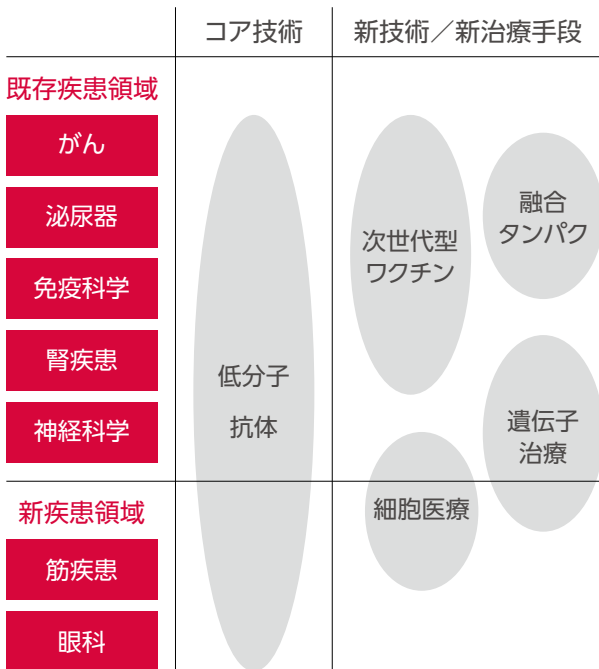 コア技術
新技術／新治療手段
既存疾患領域
がん
泌尿器
免疫科学
腎疾患
神経科学
新疾患領域
筋疾患
眼科
低分子
抗体
次世代型
ワクチン
融合
タンパク
遺伝子
治療
細胞医療